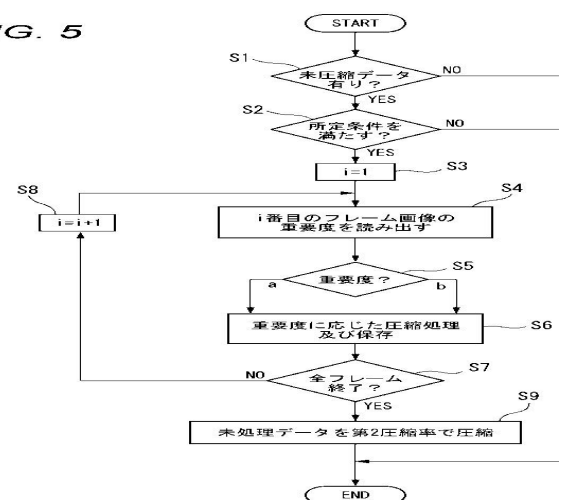 START
IG. 5
S1
未圧縮データ
有り？
NO
YES
S2
所定条件を
満たす？
NO
YES
S3
i=1
S8
i=i+1
S4
i番目のフレーム画像の
重要度を読み出す
S5
重要度？
a
b
重要度に応じた圧縮処理
及び保存
S6
S7
NO
全フレーム
終了？
YES
S9
未処理データを第2圧縮率で圧縮
END